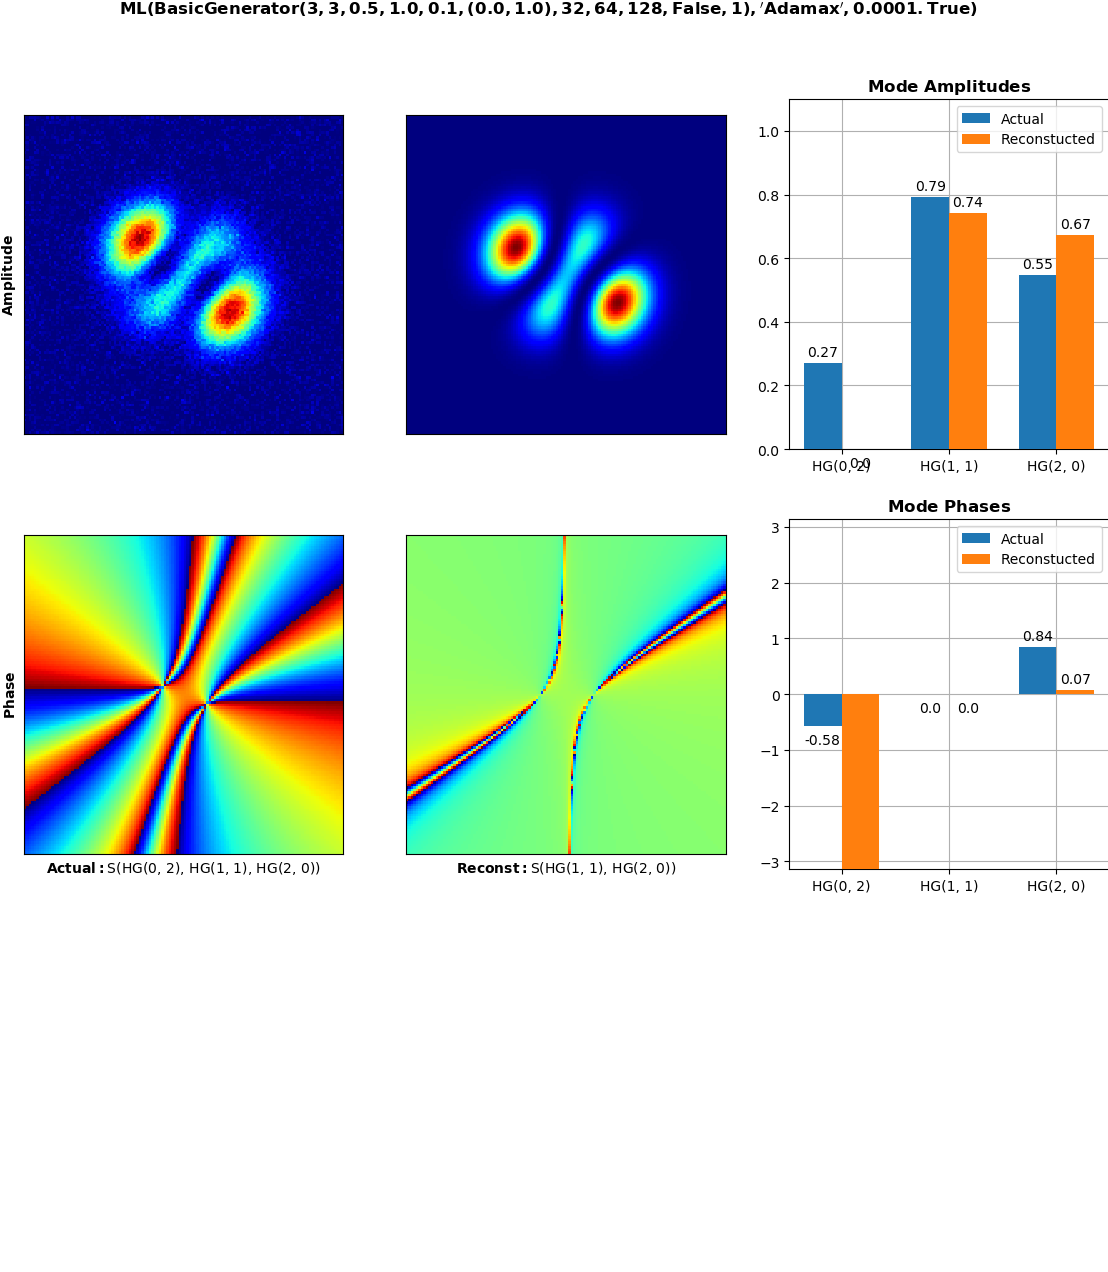 ML(BasicGenerator(3, 3, 0.5, 1.0, 0.1, (0.0, 1.0), 32, 64, 128, False, 1), 'Adamax', 0.0001. True)
Amplitude
Mode Amplitudes
Actual
Reconstucted
1.0
0.8
0.6
0.4
0.2
0.0
0.27
0.0
0.79
0.74
0.55
0.67
HG(0, 2)
HG(1, 1)
HG(2, 0)
Phase
Actual: S(HG(0, 2), HG(1, 1), HG(2, 0))
Reconst: S(HG(1, 1), HG(2, 0))
Mode Phases
Actual
Reconstucted
3
2
1
0
−1
−2
−3
-0.58
0.0
0.0
0.84
0.07
HG(0, 2)
HG(1, 1)
HG(2, 0)